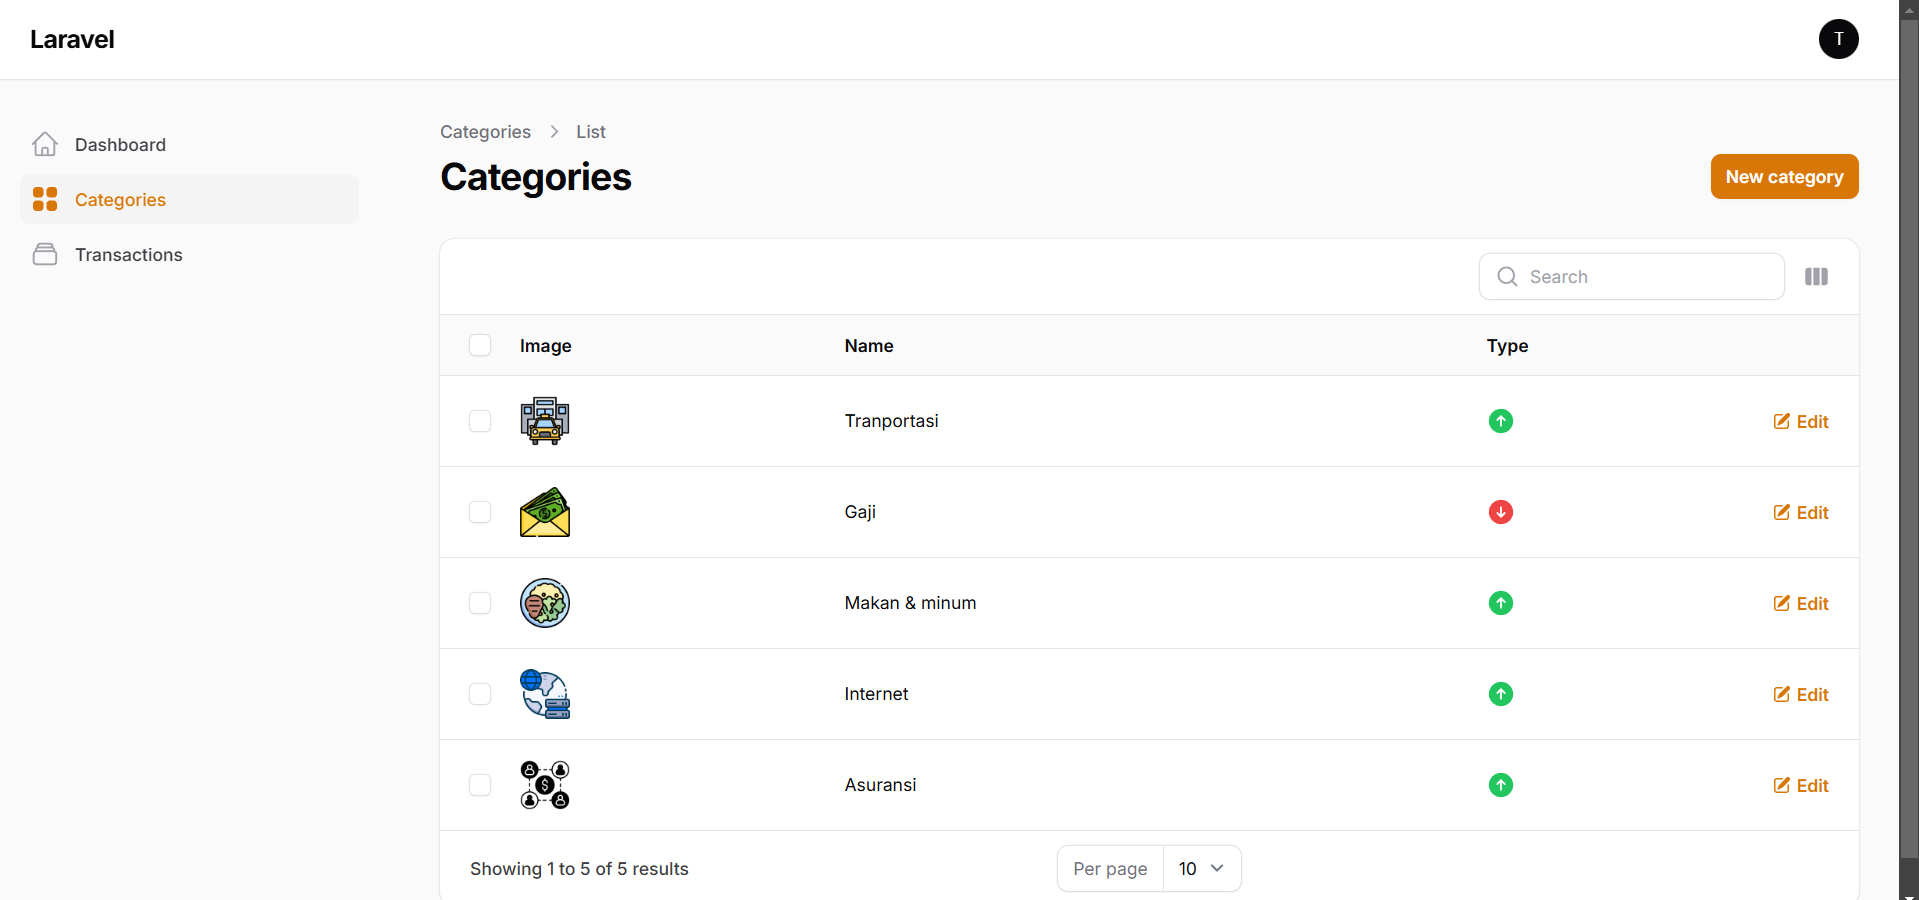 Laravel
T
Dashboard
Categories
Transactions
Categories > List
Categories
New category
Search
Image Name Type
Tranportasi Edit
Gaji Edit
Makan & minum Edit
Internet Edit
Asuransi Edit
Showing 1 to 5 of 5 results
Per page 10